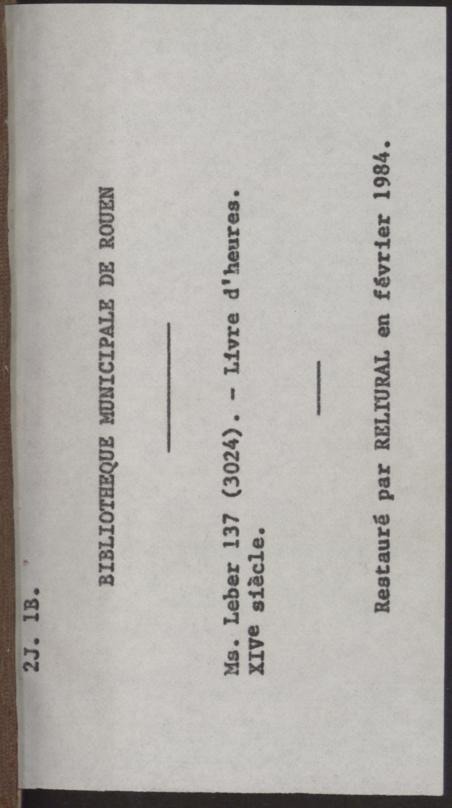 2J. 1B.
BIBLIOTHEQUE MUNICIPALE DE ROUEN
Ms. Leber 137 (3024). - Livre d'heures.
XIVe siècle.
Restauré par RELIURAL en février 1984.